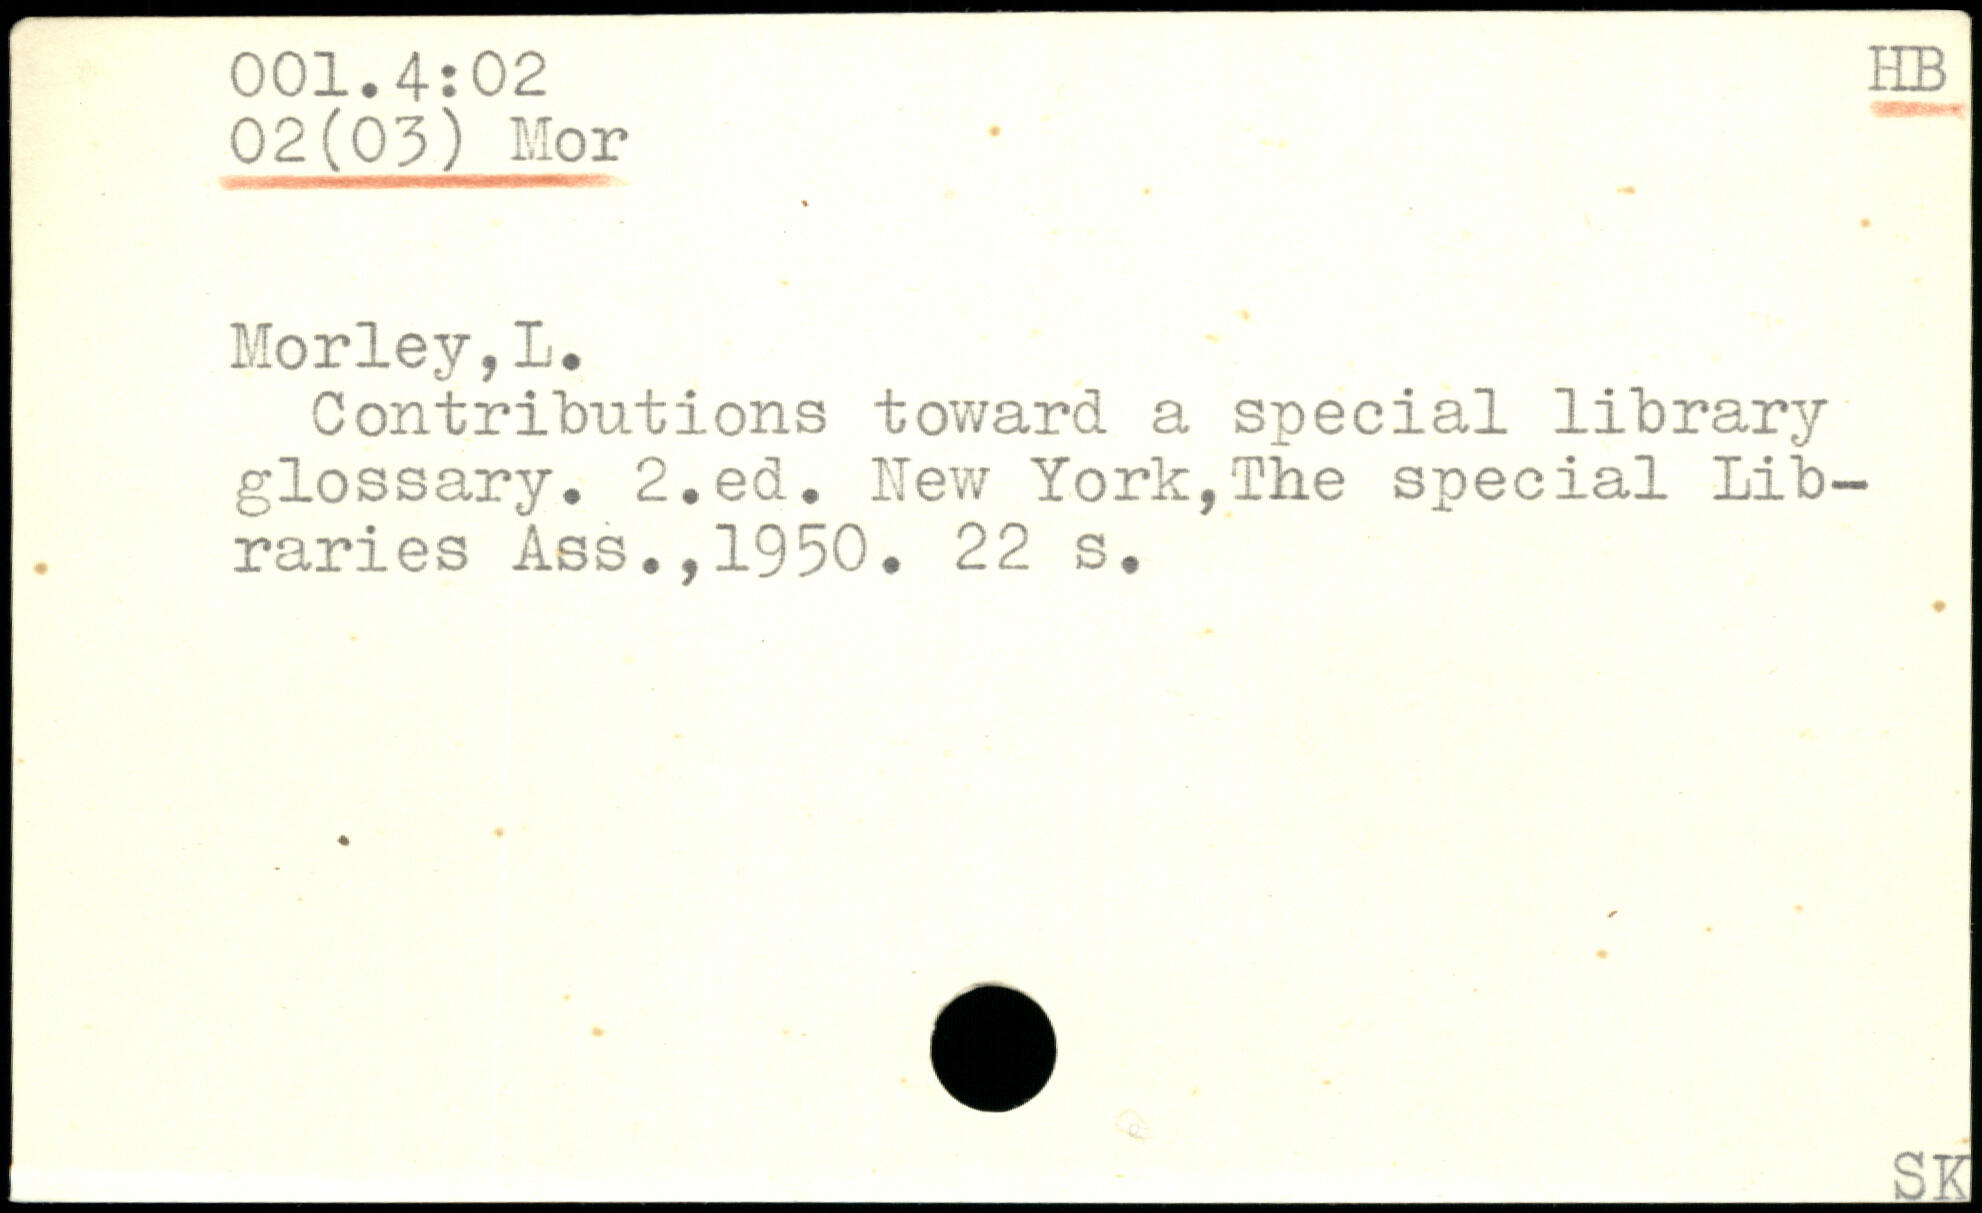 001.4:02
HB
02(03) Mor
Morley,L.
Contributions toward a special library
glossary. 2.ed. New York,The special Lib-
raries Ass.,1950. 22 s.
SK